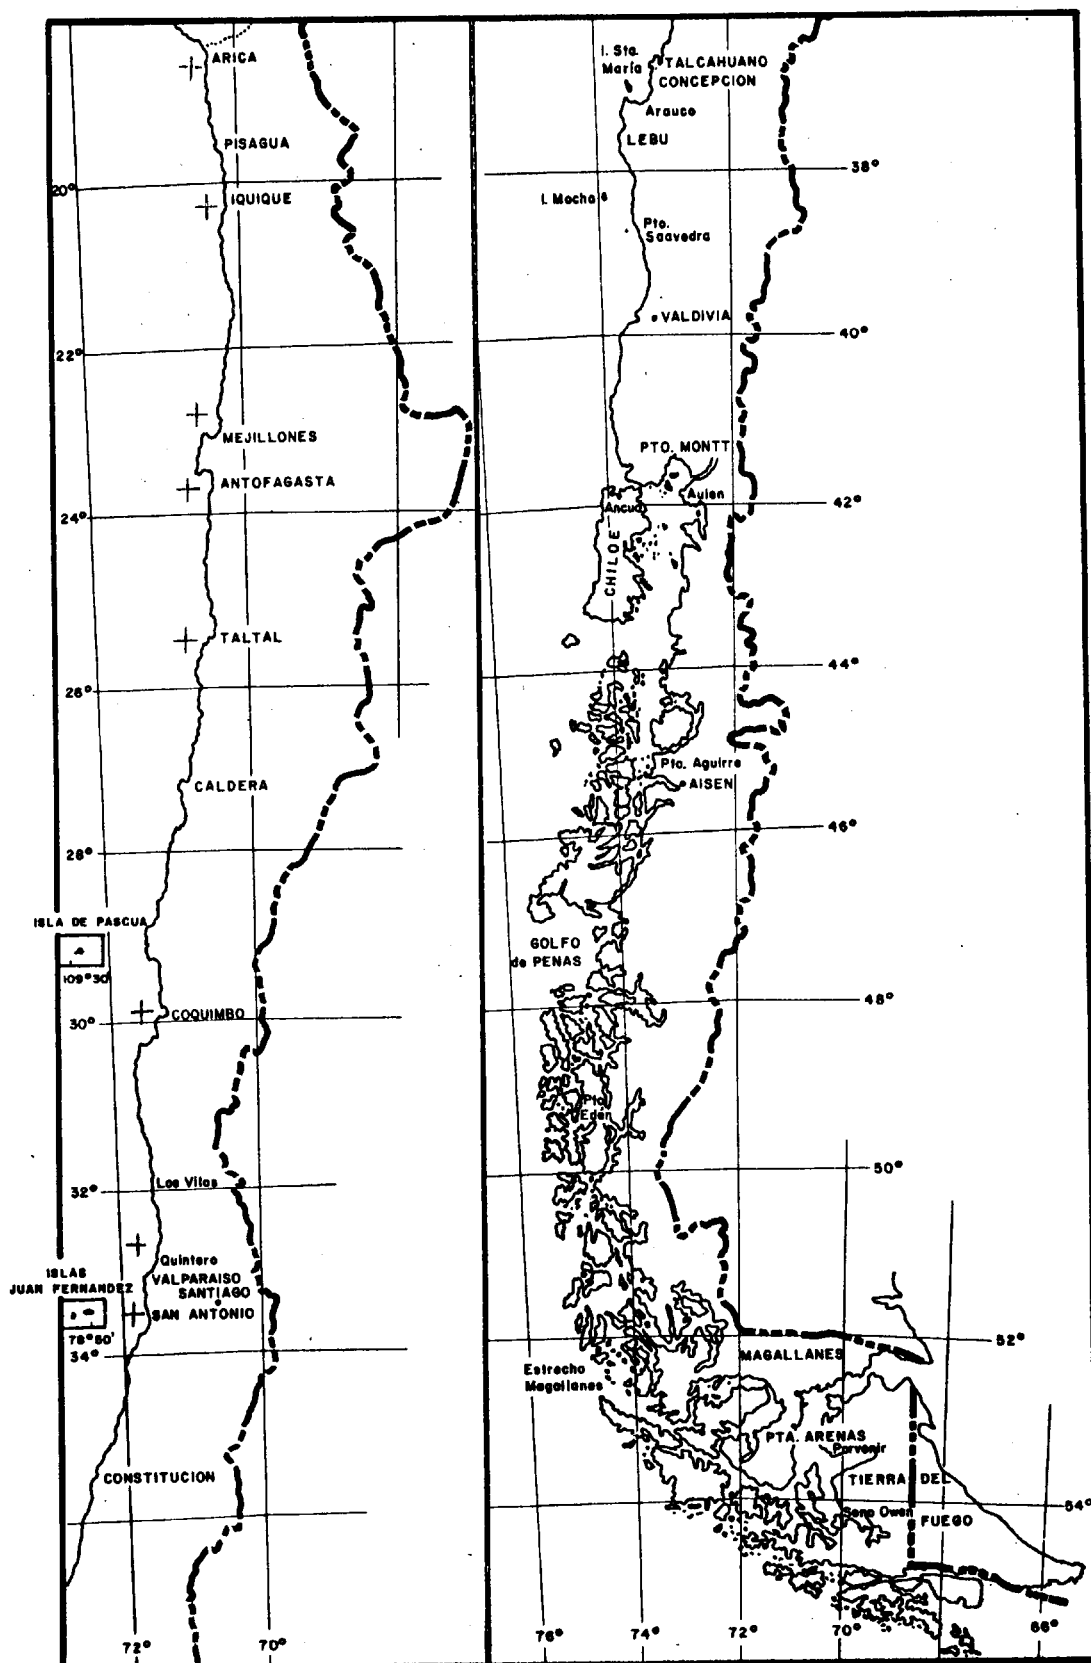 ARICA
PISAGUA
20°
IQUIQUE
22°
MEJILLONES
ANTOFAGASTA
24°
TALTAL
26°
CALDERA
28°
ISLA DE PASCUA
109°30'
COQUIMBO
30°
Los Vilos
32°
Quintero
ISLAS
JUAN FERNANDEZ
VALPARAISO
SANTIAGO
SAN ANTONIO
78°50'
34°
CONSTITUCION
72°
70°
I. Sta.
María
TALCAHUANO
CONCEPCION
Arauco
LEBU
38°
I. Mocha
Pto.
Saavedra
VALDIVIA
40°
PTO. MONTT
Aulen
Ancud
42°
CHILOE
44°
Pto. Aguirre
AISEN
46°
GOLFO
de PENAS
48°
Pto.
Edén
50°
52°
MAGALLANES
Estrecho
Magallanes
PTA. ARENAS
Porvenir
TIERRA DEL
FUEGO
Seno Owen
54°
76°
74°
72°
70°
66°